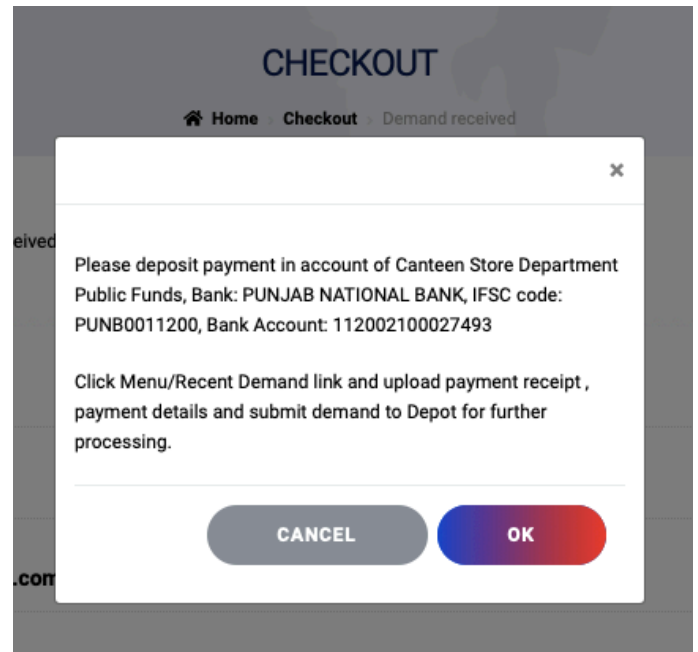 CHECKOUT
Home › Checkout › Demand received
×
eived
Please deposit payment in account of Canteen Store Department
Public Funds, Bank: PUNJAB NATIONAL BANK, IFSC code:
PUNB0011200, Bank Account: 112002100027493
Click Menu/Recent Demand link and upload payment receipt ,
payment details and submit demand to Depot for further
processing.
CANCEL OK
.com